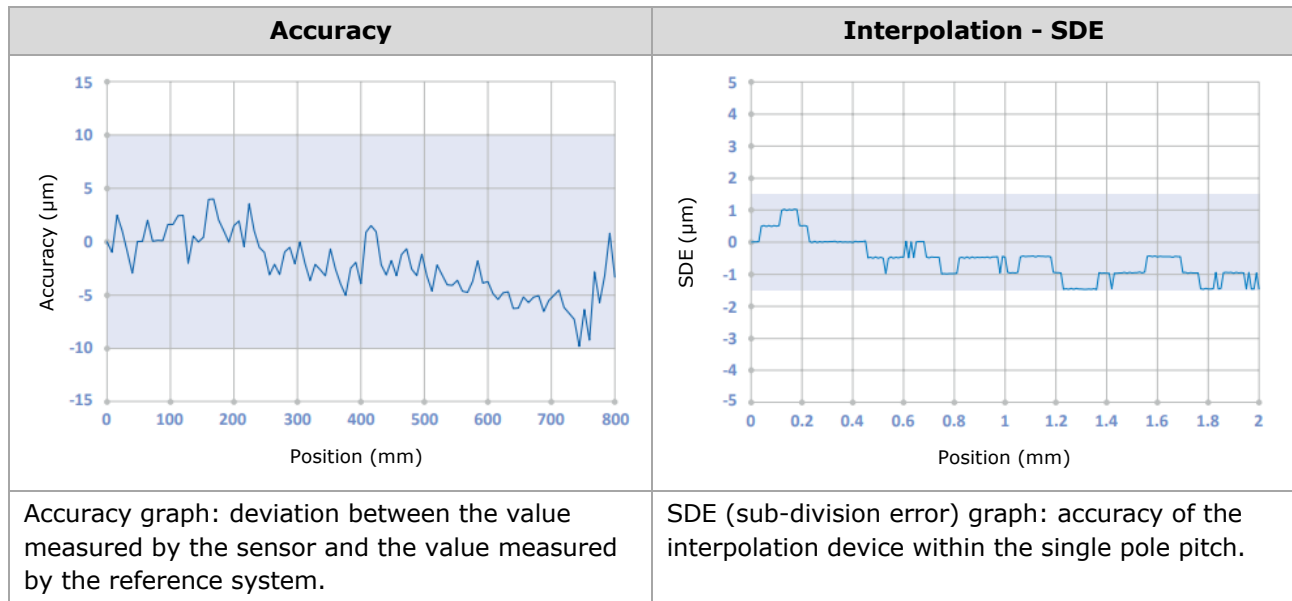 Accuracy
Interpolation - SDE
15
10
5
0
-5
-10
-15
Accuracy (µm)
0 100 200 300 400 500 600 700 800
Position (mm)
5
4
3
2
1
0
-1
-2
-3
-4
-5
SDE (µm)
0 0.2 0.4 0.6 0.8 1 1.2 1.4 1.6 1.8 2
Position (mm)
Accuracy graph: deviation between the value
measured by the sensor and the value measured
by the reference system.
SDE (sub-division error) graph: accuracy of the
interpolation device within the single pole pitch.